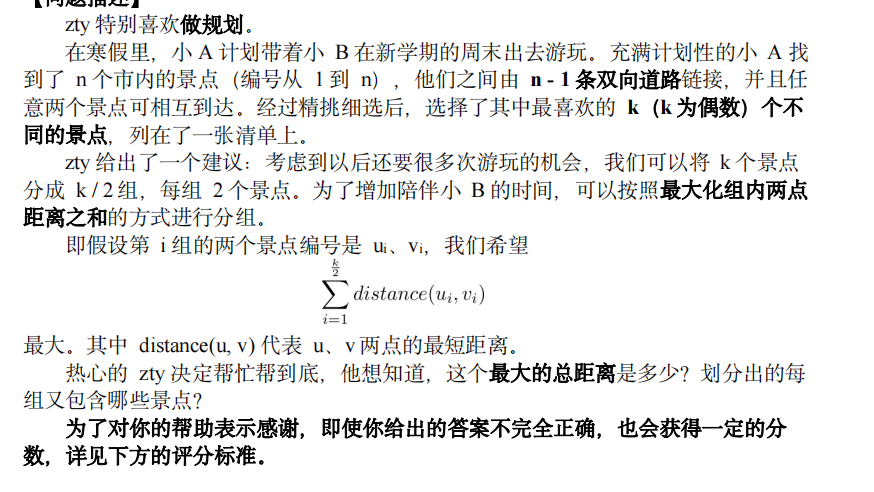 【问题描述】
zty 特别喜欢做规划。
在寒假里，小 A 计划带着小 B 在新学期的周末出去游玩。充满计划性的小 A 找
到了 n 个市内的景点（编号从 1 到 n），他们之间由 n - 1 条双向道路链接，并且任
意两个景点可相互到达。经过精挑细选后，选择了其中最喜欢的 k（k 为偶数）个不
同的景点，列在了一张清单上。
zty 给出了一个建议：考虑到以后还要很多次游玩的机会，我们可以将 k 个景点
分成 k / 2 组，每组 2 个景点。为了增加陪伴小 B 的时间，可以按照最大化组内两点
距离之和的方式进行分组。
即假设第 i 组的两个景点编号是 uᵢ、vᵢ，我们希望
k/2
∑ distance(uᵢ, vᵢ)
i=1
最大。其中 distance(u, v) 代表 u、v 两点的最短距离。
热心的 zty 决定帮忙帮到底，他想知道，这个最大的总距离是多少？划分出的每
组又包含哪些景点？
为了对你的帮助表示感谢，即使你给出的答案不完全正确，也会获得一定的分
数，详见下方的评分标准。